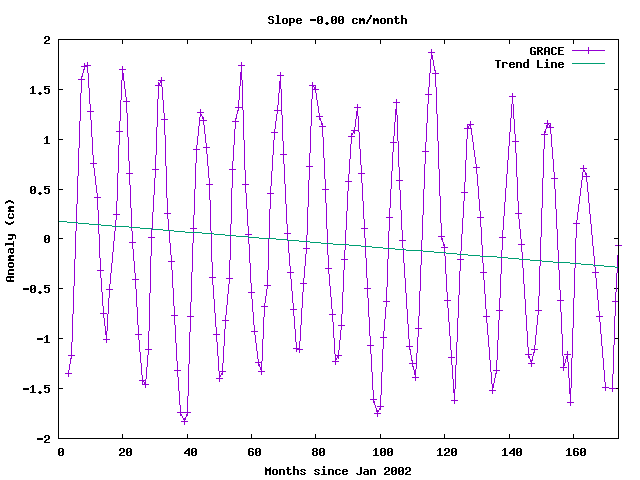 Slope -0.00 cm/month
GRACE
Trend Line
2
1.5
1
0.5
0
-0.5
-1
-1.5
-2
Anomaly (cm)
0 20 40 60 80 100 120 140 160
Months since Jan 2002